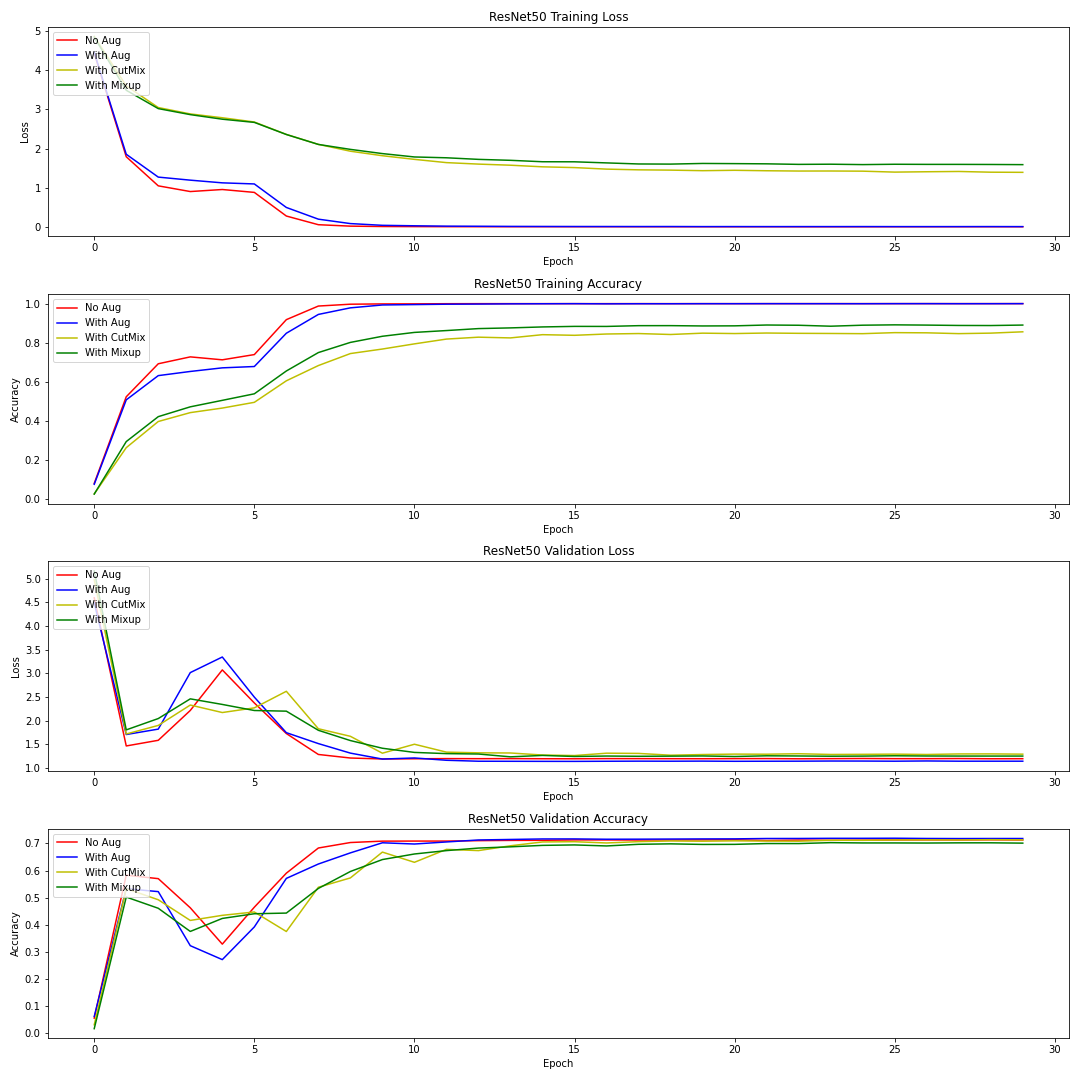 ResNet50 Training Loss
5
4
3
2
1
0
Loss
No Aug
With Aug
With CutMix
With Mixup
0 5 10 15 20 25 30
Epoch
ResNet50 Training Accuracy
1.0
0.8
0.6
0.4
0.2
0.0
Accuracy
No Aug
With Aug
With CutMix
With Mixup
0 5 10 15 20 25 30
Epoch
ResNet50 Validation Loss
5.0
4.5
4.0
3.5
3.0
2.5
2.0
1.5
1.0
Loss
No Aug
With Aug
With CutMix
With Mixup
0 5 10 15 20 25 30
Epoch
ResNet50 Validation Accuracy
0.7
0.6
0.5
0.4
0.3
0.2
0.1
0.0
Accuracy
No Aug
With Aug
With CutMix
With Mixup
0 5 10 15 20 25 30
Epoch